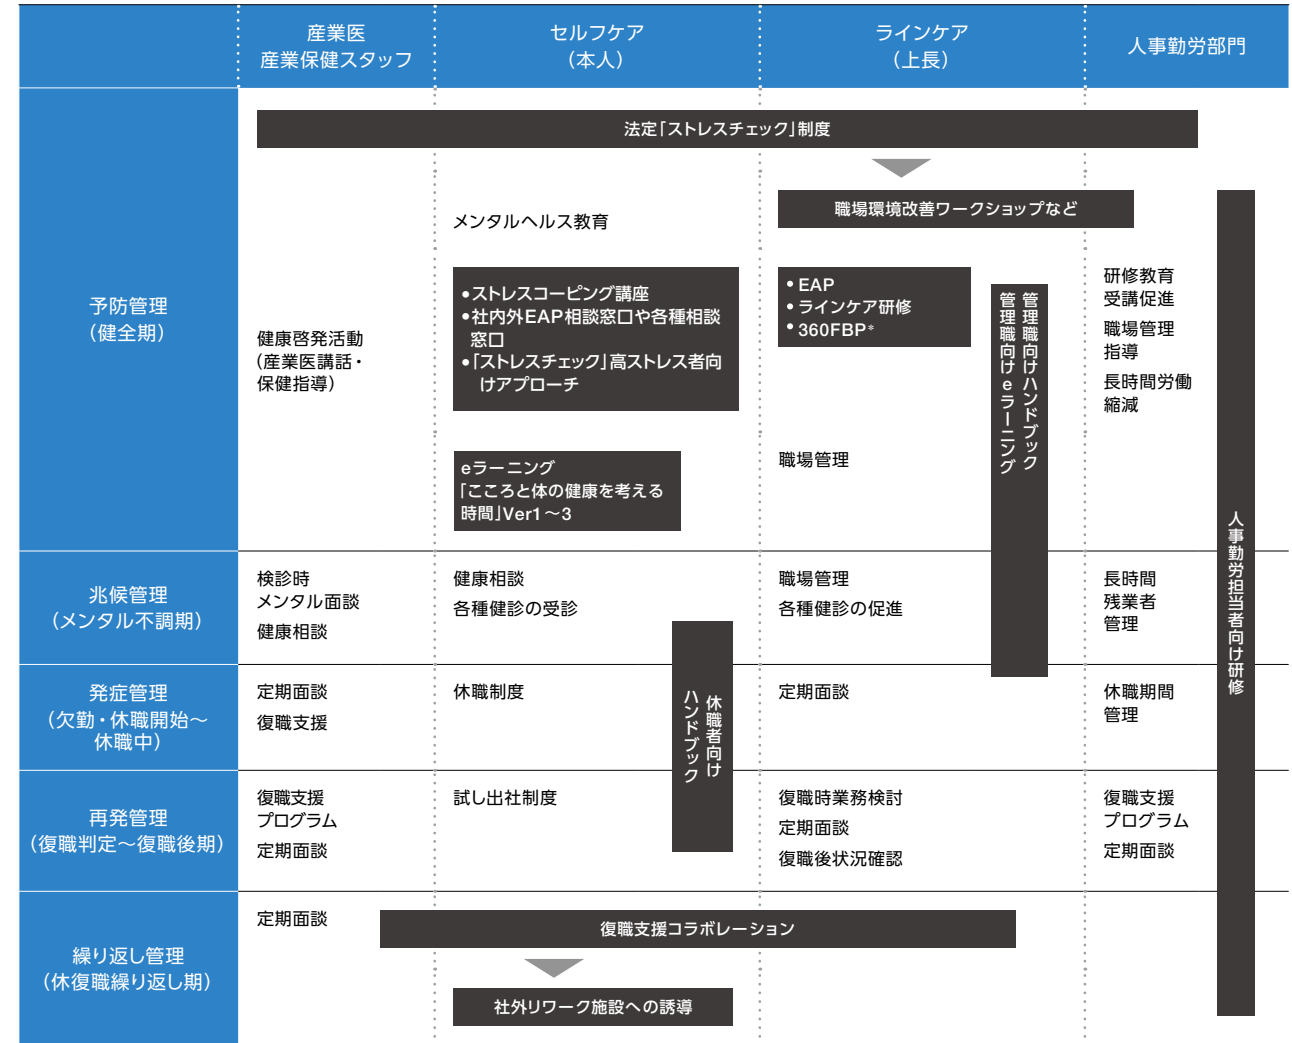 産業医
産業保健スタッフ
セルフケア
（本人）
ラインケア
（上長）
人事勤労部門
予防管理
（健全期）
法定｢ストレスチェック｣制度
健康啓発活動
(産業医講話・
保健指導)
メンタルヘルス教育
●ストレスコーピング講座
●社内外EAP相談窓口や各種相談
窓口
●｢ストレスチェック｣高ストレス者向
けアプローチ
eラーニング
｢こころと体の健康を考える
時間｣Ver1～3
職場環境改善ワークショップなど
●EAP
●ラインケア研修
●360FBP*
職場管理
管理職向けハンドブック
管理職向けeラーニング
研修教育
受講促進
職場管理
指導
長時間労働
縮減
人事勤労担当者向け研修
兆候管理
（メンタル不調期）
検診時
メンタル面談
健康相談
健康相談
各種健診の受診
職場管理
各種健診の促進
長時間
残業者
管理
発症管理
（欠勤・休職開始～
休職中）
定期面談
復職支援
休職制度
休職者向け
ハンドブック
定期面談
休職期間
管理
再発管理
（復職判定～復職後期）
復職支援
プログラム
定期面談
試し出社制度
復職時業務検討
定期面談
復職後状況確認
復職支援
プログラム
定期面談
繰り返し管理
（休復職繰り返し期）
定期面談
復職支援コラボレーション
社外リワーク施設への誘導